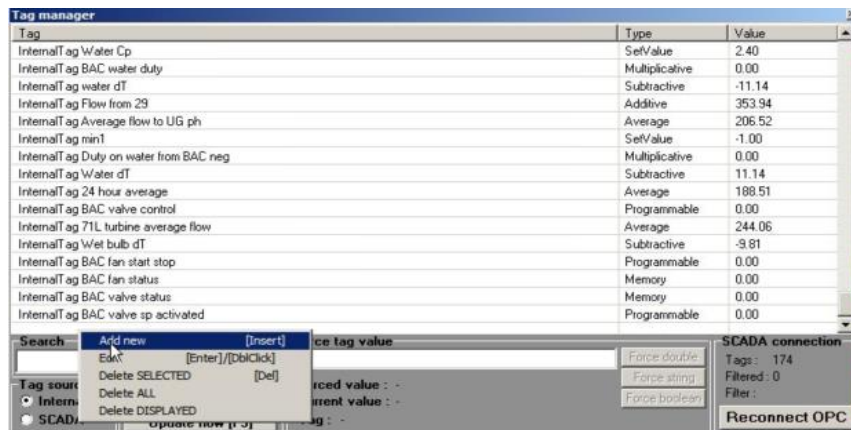 Tag manager
Tag Type Value
InternalTag Water Cp SetValue 2.40
InternalTag BAC water duty Multiplicative 0.00
InternalTag water dT Subtractive -11.14
InternalTag Flow from 29 Additive 353.94
InternalTag Average flow to UG ph Average 206.52
InternalTag min1 SetValue -1.00
InternalTag Duty on water from BAC neg Multiplicative 0.00
InternalTag Water dT Subtractive 11.14
InternalTag 24 hour average Average 188.51
InternalTag BAC valve control Programmable 0.00
InternalTag 71L turbine average flow Average 244.06
InternalTag Wet bulb dT Subtractive -9.81
InternalTag BAC fan start stop Programmable 0.00
InternalTag BAC fan status Memory 0.00
InternalTag BAC valve status Memory 0.00
InternalTag BAC valve sp activated Programmable 0.00
Search Add new [Insert] ce tag value SCADA connection
Edit [Enter]/[DblClick] Force double Tags : 174
Delete SELECTED [Del] Force string Filtered : 0
Tag sour rced value : - Filter :
Delete ALL Force boolean
Intern urrent value : -
Delete DISPLAYED
SCADA Update now [F5] ag : - Reconnect OPC